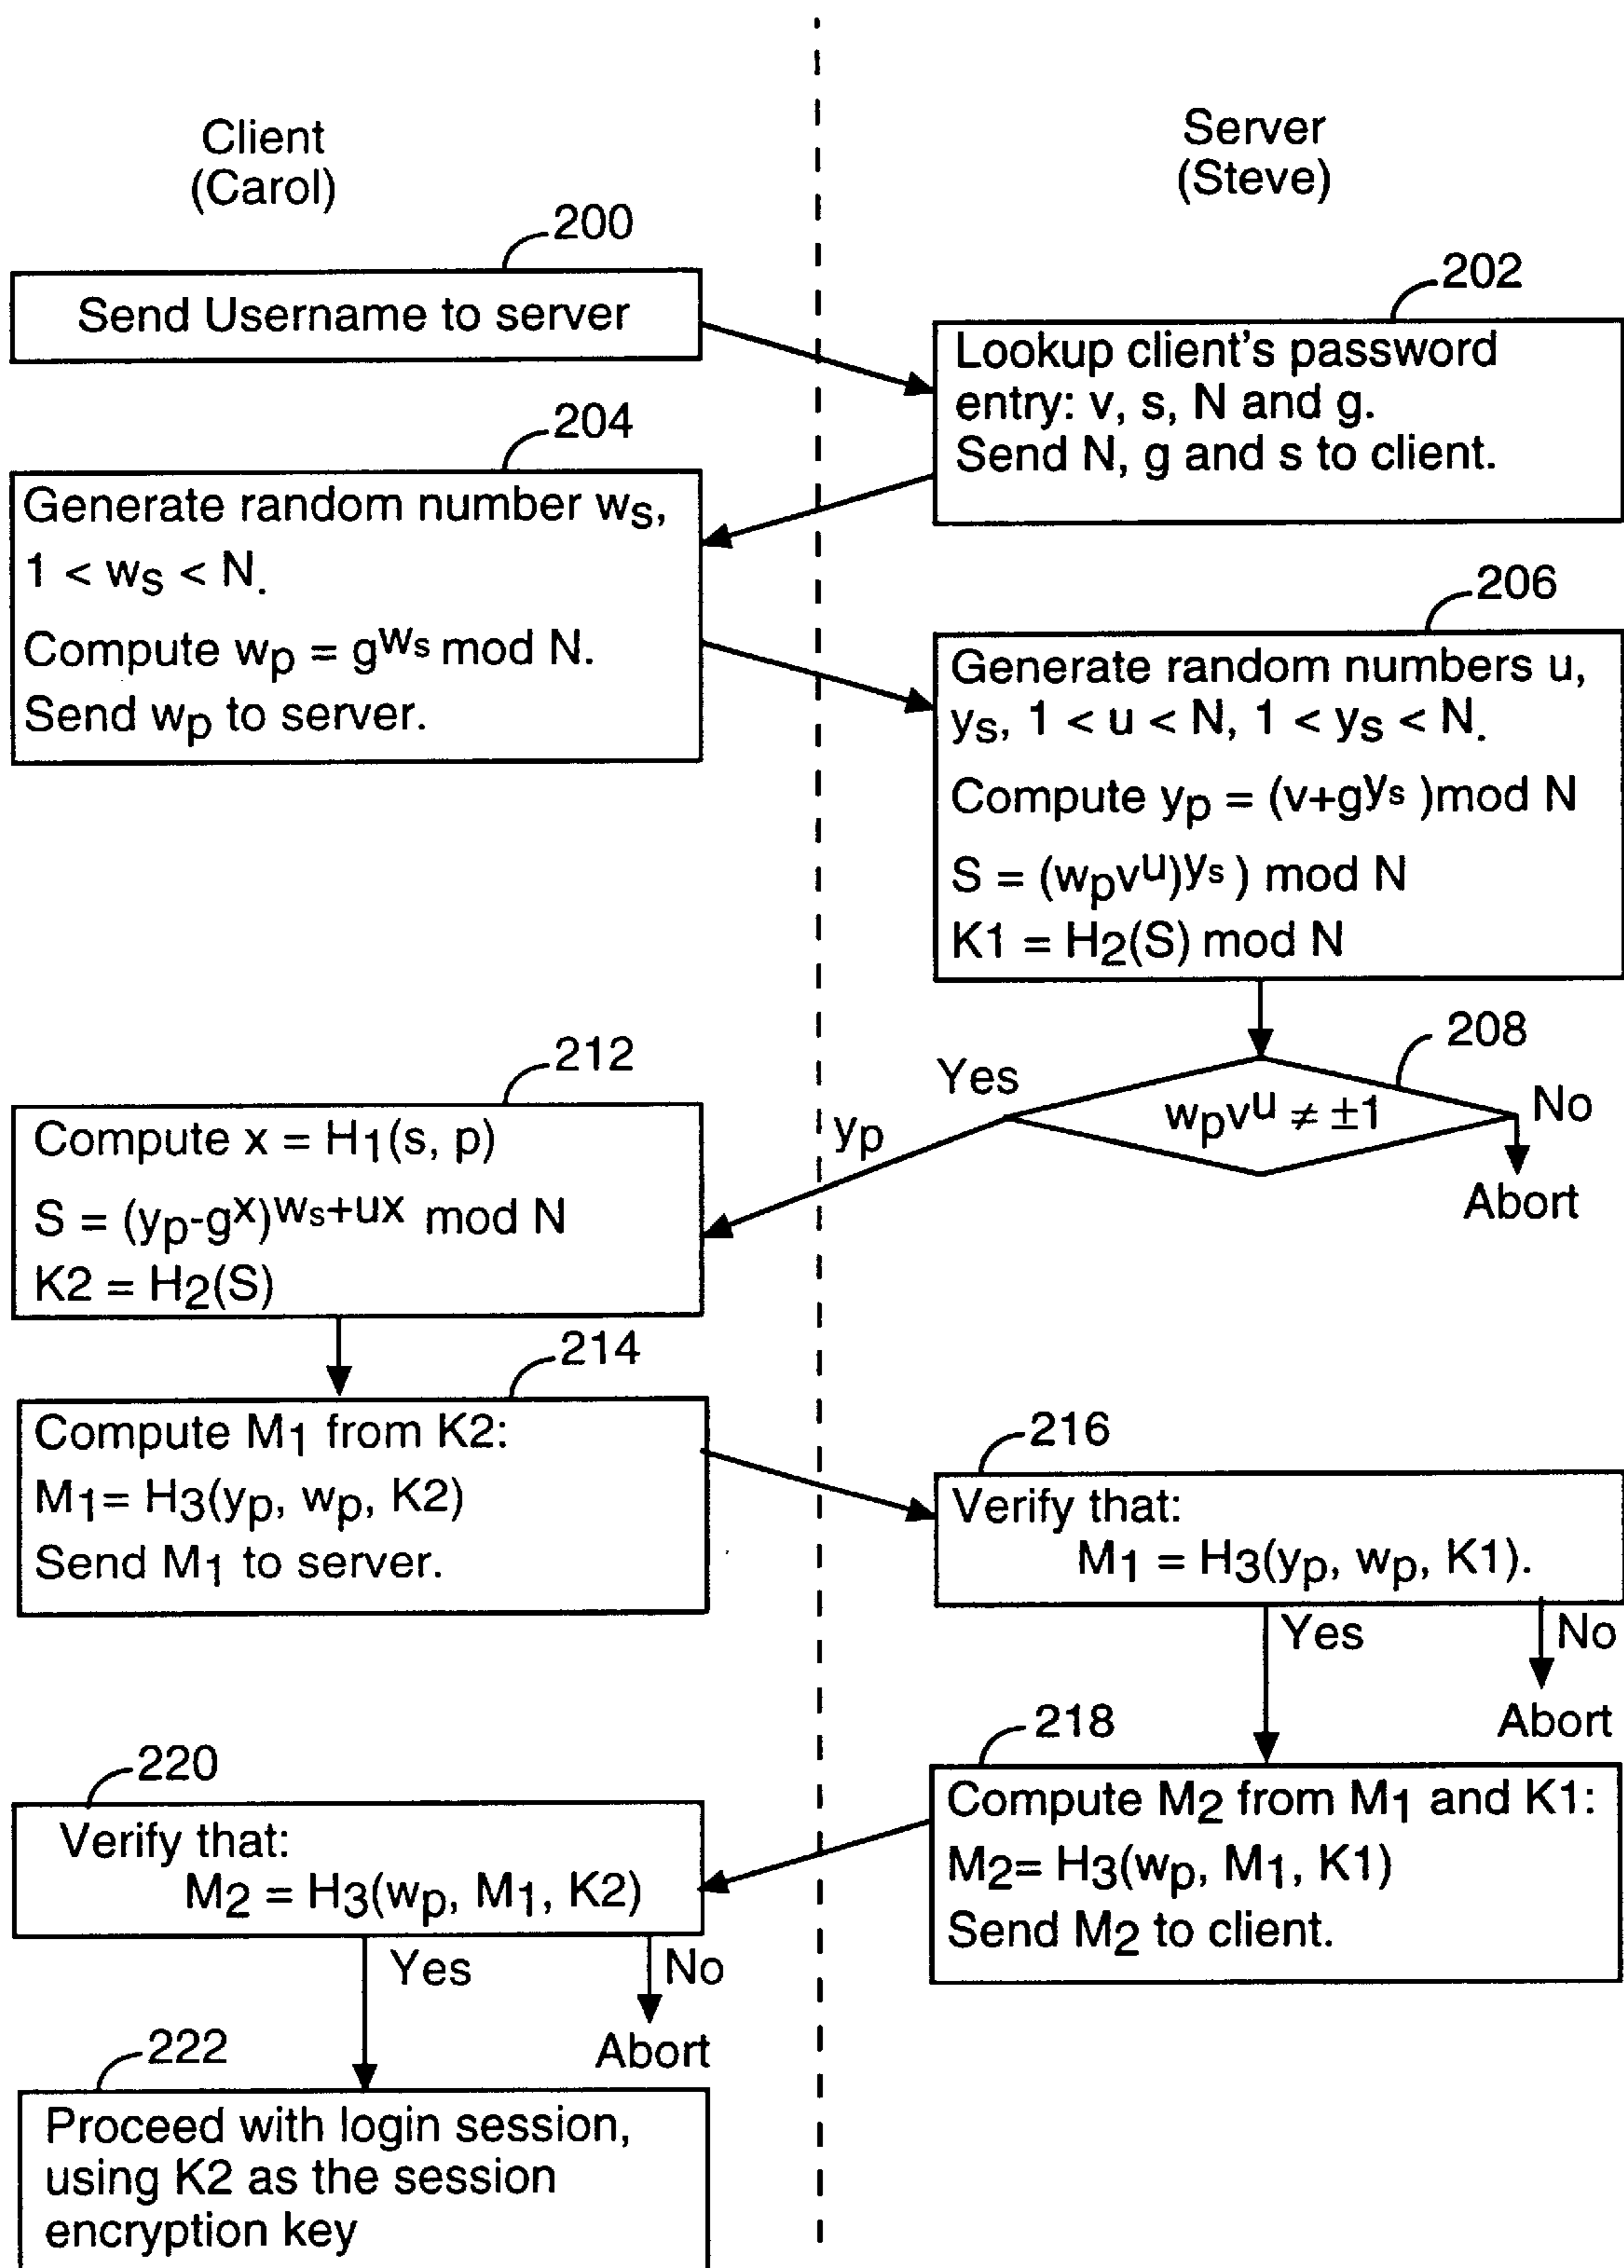 Client
(Carol)
Server
(Steve)
200
Send Username to server
202
Lookup client's password
entry: v, s, N and g.
Send N, g and s to client.
204
Generate random number wₛ,
1 < wₛ < N.
Compute wₚ = g^wₛ mod N.
Send wₚ to server.
206
Generate random numbers u,
yₛ, 1 < u < N, 1 < yₛ < N.
Compute yₚ = (v+g^yₛ )mod N
S = (wₚv^u)^yₛ ) mod N
K1 = H₂(S) mod N
208
wₚv^u ≠ ±1
Yes
No
Abort
yₚ
212
Compute x = H₁(s, p)
S = (yₚ-g^x)^wₛ+ux mod N
K2 = H₂(S)
214
Compute M₁ from K2:
M₁= H₃(yₚ, wₚ, K2)
Send M₁ to server.
216
Verify that:
M₁ = H₃(yₚ, wₚ, K1).
Yes
No
Abort
218
Compute M₂ from M₁ and K1:
M₂= H₃(wₚ, M₁, K1)
Send M₂ to client.
220
Verify that:
M₂ = H₃(wₚ, M₁, K2)
Yes
No
Abort
222
Proceed with login session,
using K2 as the session
encryption key